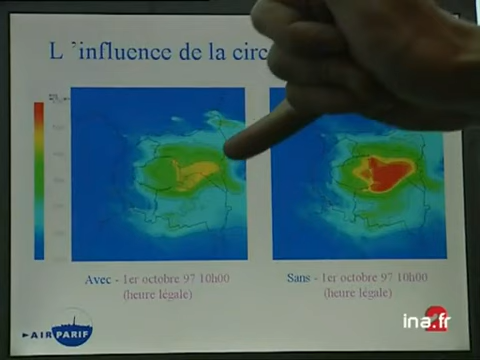 L 'influence de la circ
Avec - 1er octobre 97 10h00
(heure légale)
Sans - 1er octobre 97 10h00
(heure légale)
AIRPARIF
ina.fr
2